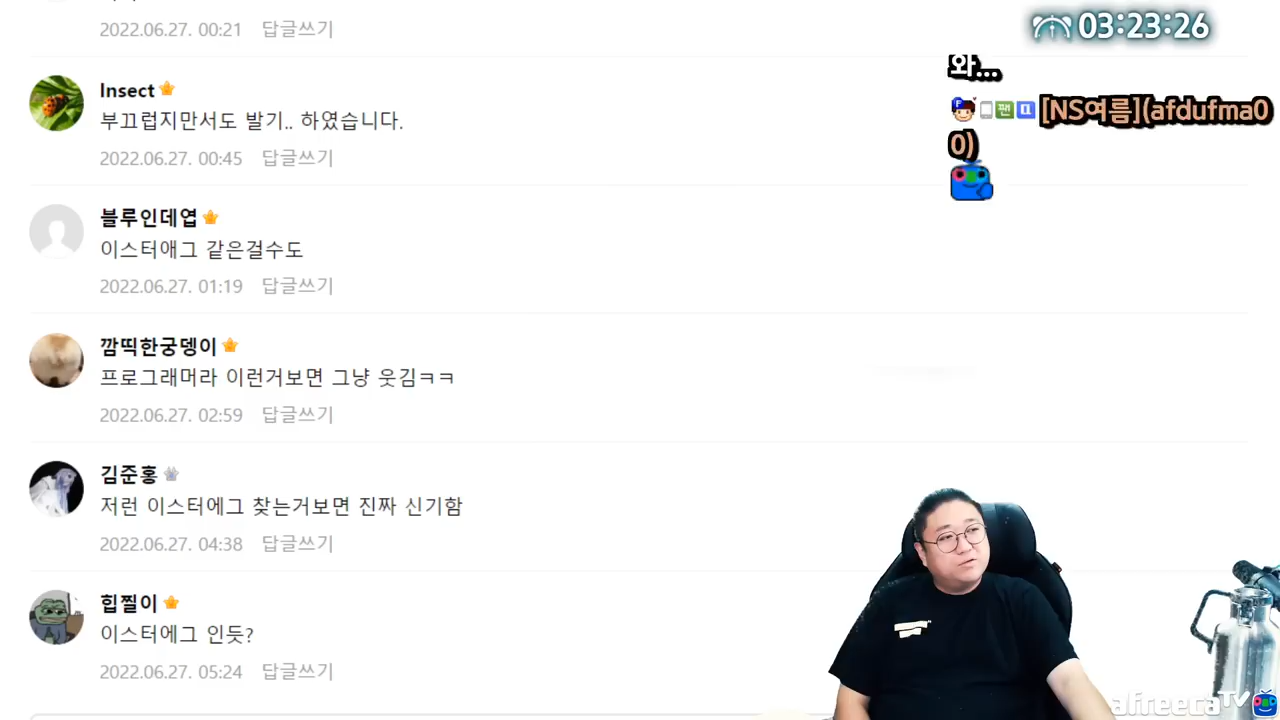 2022.06.27. 00:21 답글쓰기
Insect
부끄럽지만서도 발기.. 하였습니다.
2022.06.27. 00:45 답글쓰기
블루인데엽
이스터애그 같은걸수도
2022.06.27. 01:19 답글쓰기
깜띡한궁뎅이
프로그래머라 이런거보면 그냥 웃김ㅋㅋ
2022.06.27. 02:59 답글쓰기
김준홍
저런 이스터에그 찾는거보면 진짜 신기함
2022.06.27. 04:38 답글쓰기
힙찔이
이스터에그 인듯?
2022.06.27. 05:24 답글쓰기
03:23:26
와...
팬 [NS여름](afdufma0
0)
afreecaTV